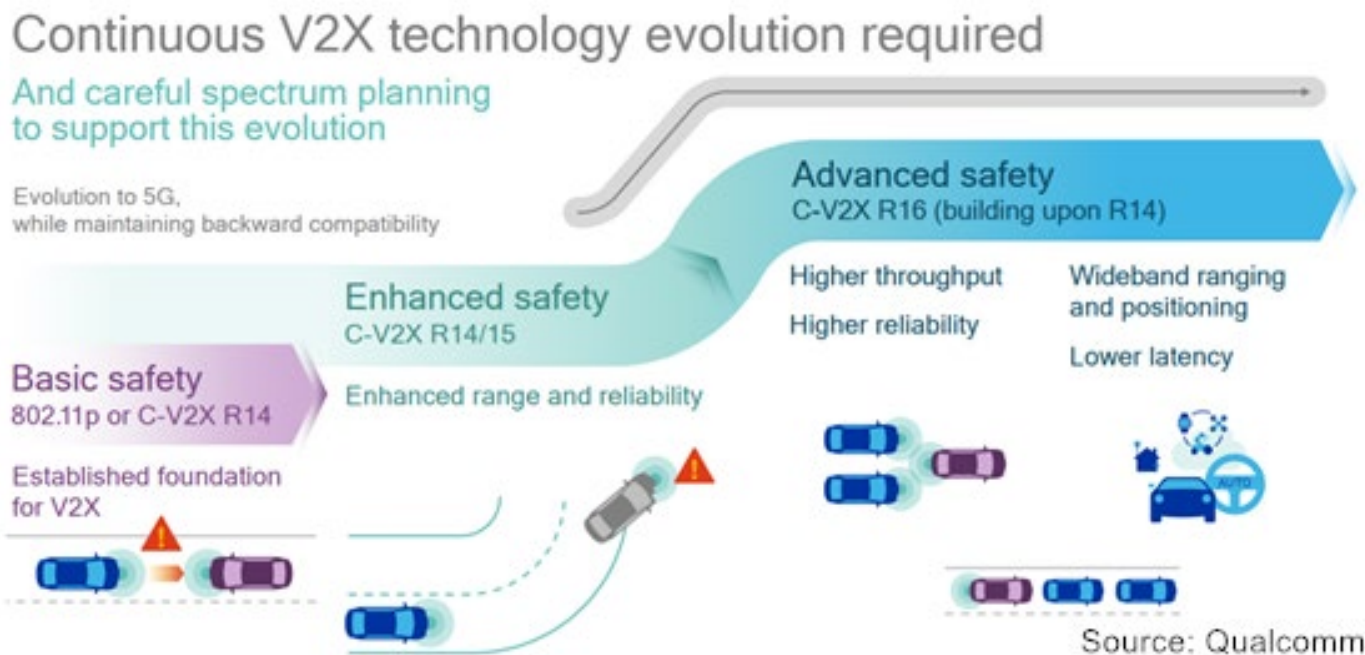 Continuous V2X technology evolution required
And careful spectrum planning
to support this evolution
Evolution to 5G,
while maintaining backward compatibility
Basic safety
802.11p or C-V2X R14
Established foundation
for V2X
Enhanced safety
C-V2X R14/15
Enhanced range and reliability
Advanced safety
C-V2X R16 (building upon R14)
Higher throughput
Higher reliability
Wideband ranging
and positioning
Lower latency
AUTO
Source: Qualcomm